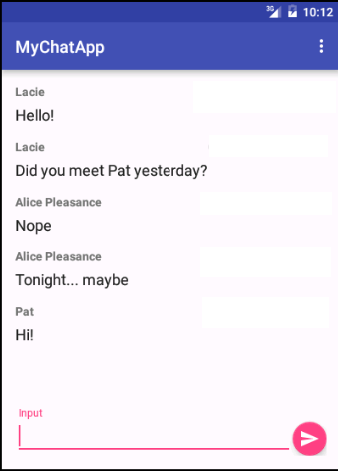 3G 10:12
MyChatApp
Lacie
Hello!
Lacie
Did you meet Pat yesterday?
Alice Pleasance
Nope
Alice Pleasance
Tonight... maybe
Pat
Hi!
Input